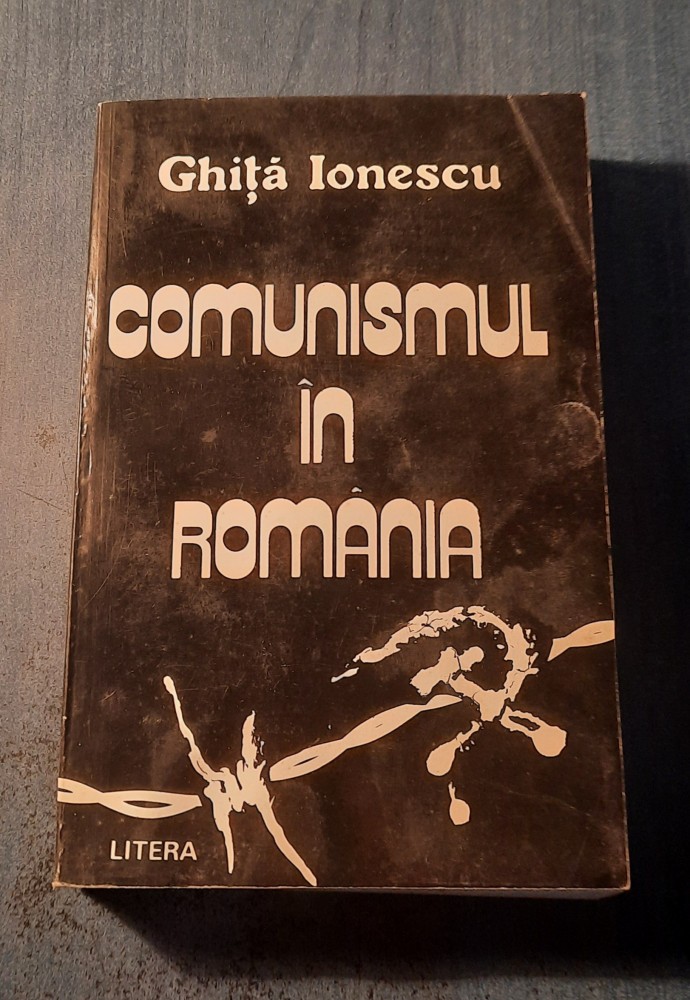 Ghiță Ionescu
COMUNISMUL
ÎN
ROMÂNIA
LITERA